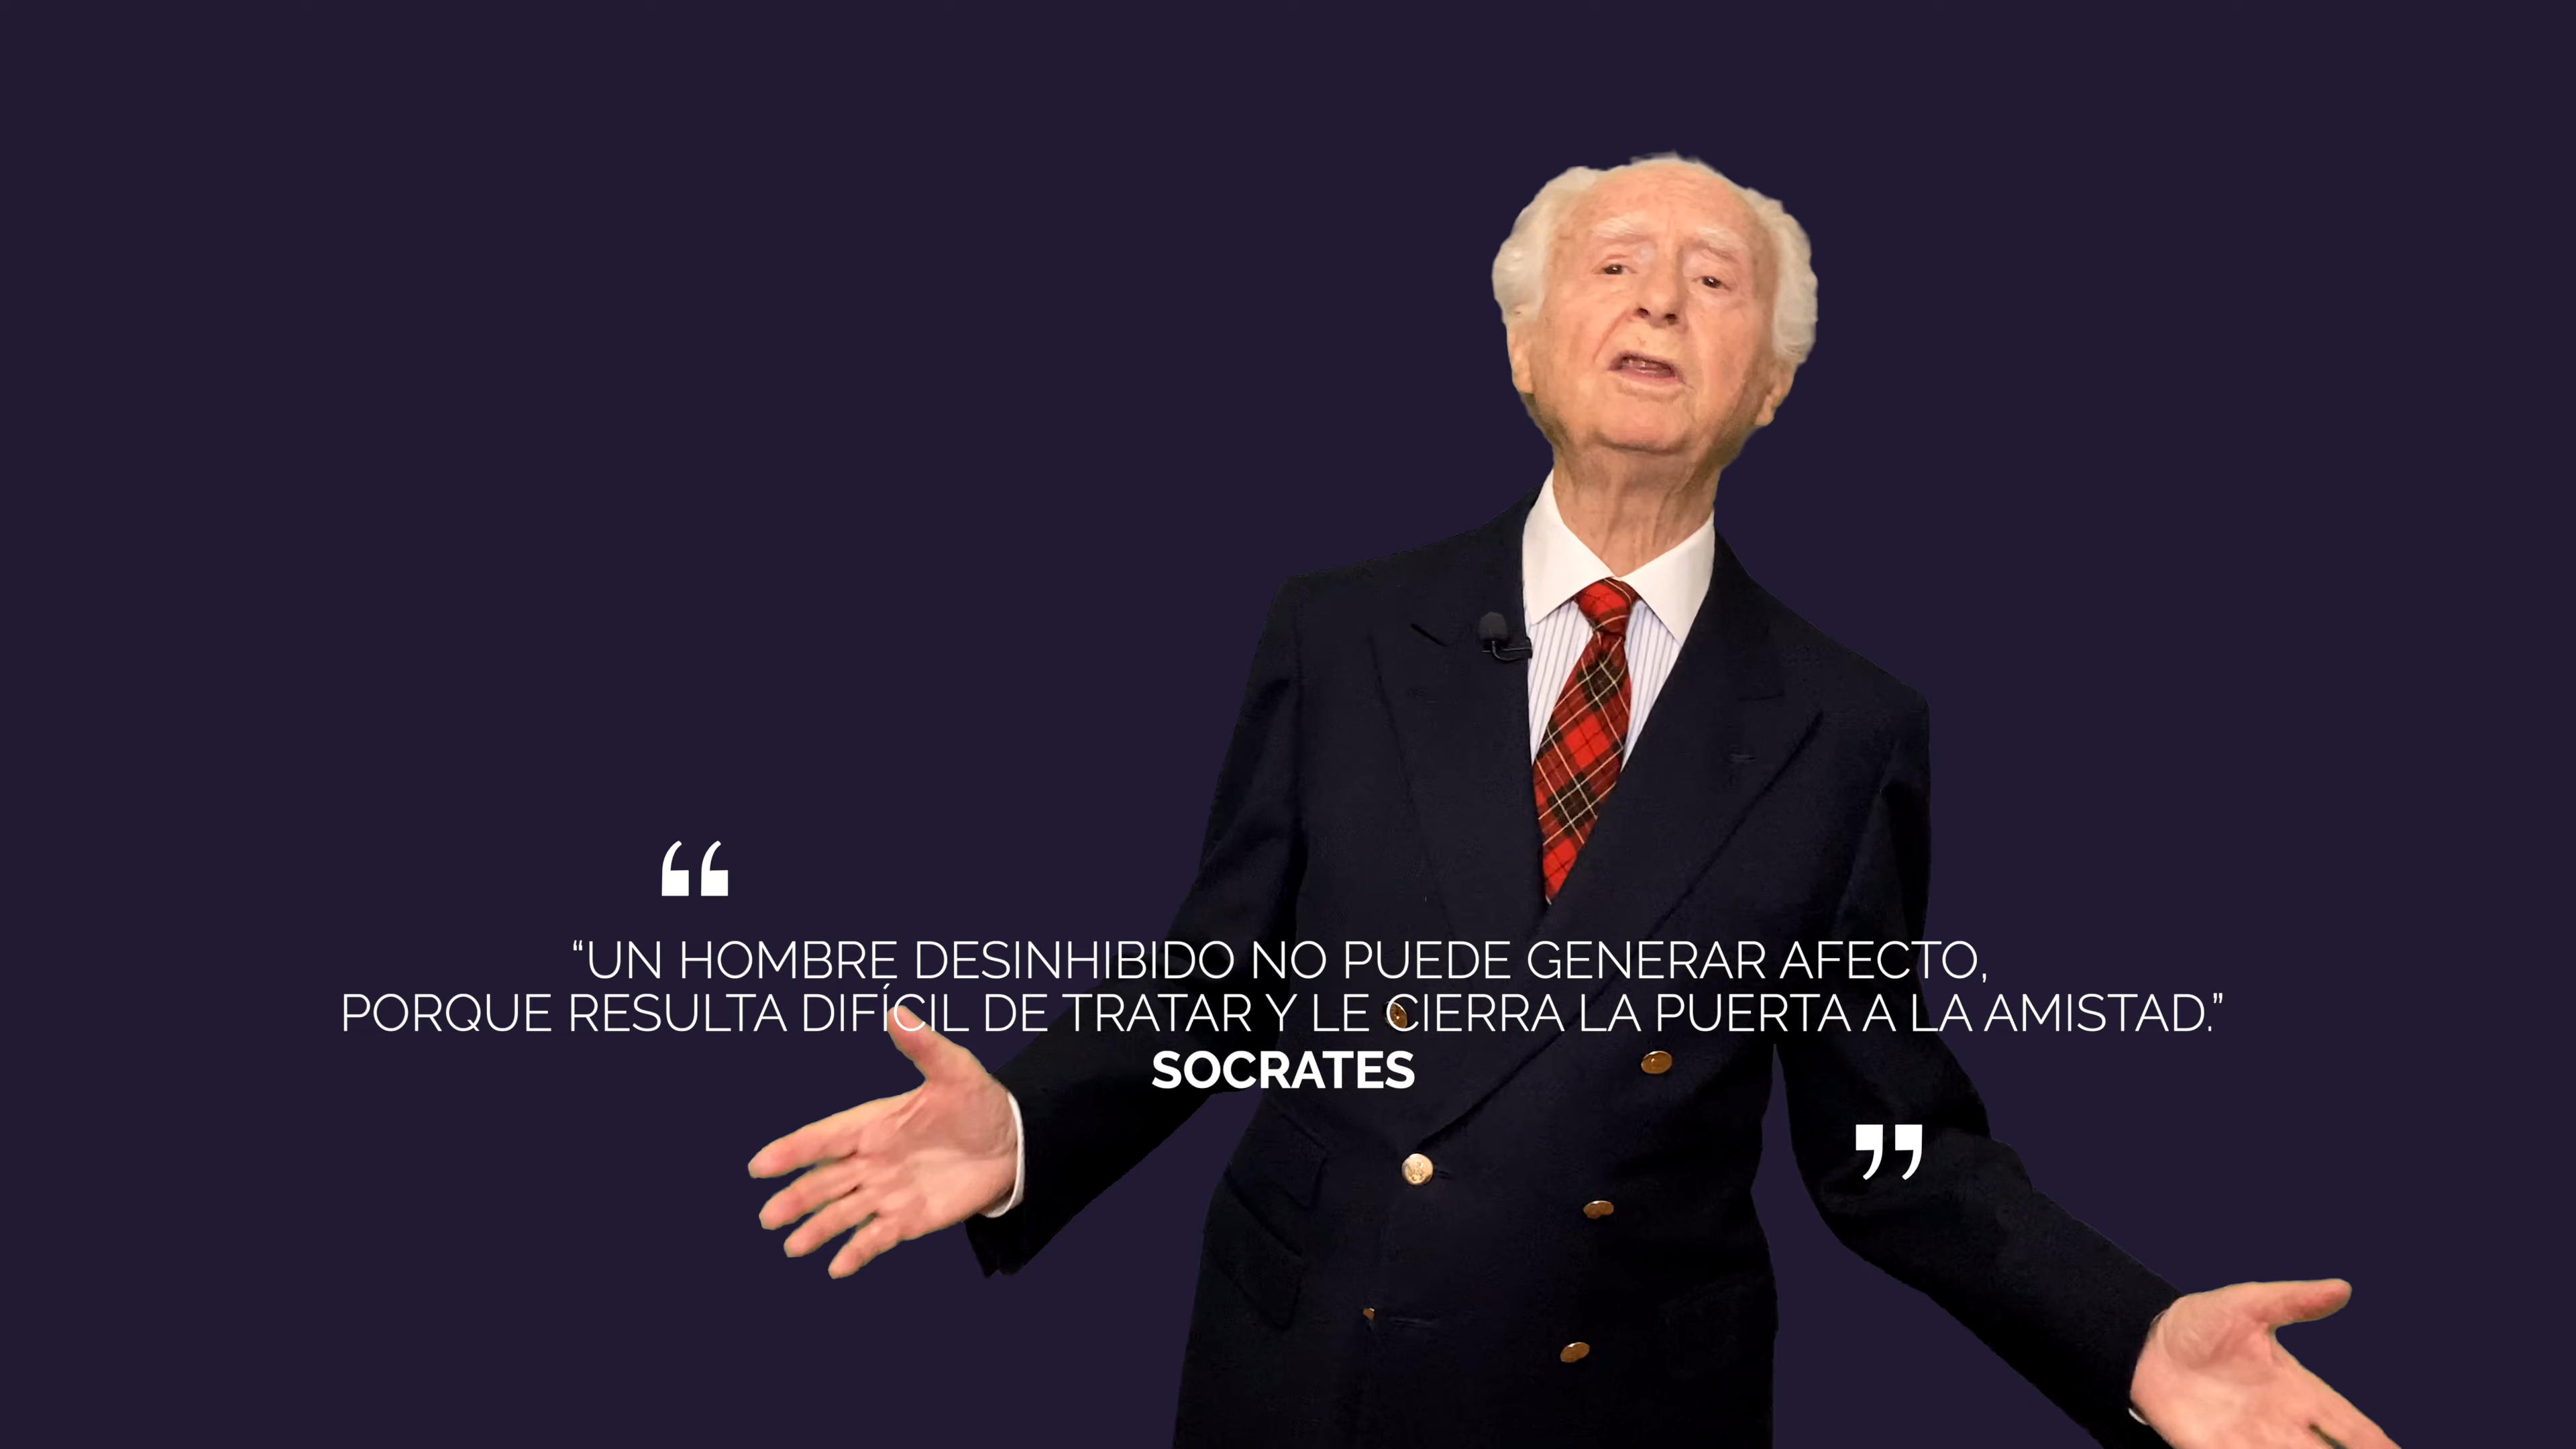 “
“UN HOMBRE DESINHIBIDO NO PUEDE GENERAR AFECTO,
PORQUE RESULTA DIFÍCIL DE TRATAR Y LE CIERRA LA PUERTA A LA AMISTAD.”
SOCRATES
”